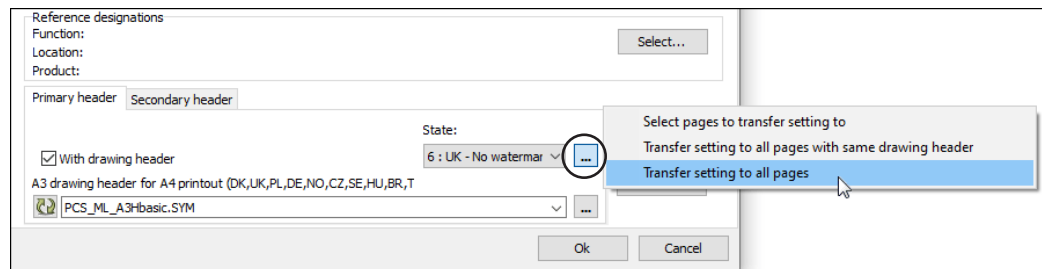 Reference designations
Function:
Location:
Product:
Select...
Primary header
Secondary header
State:
With drawing header
6 : UK - No watermar
...
A3 drawing header for A4 printout (DK,UK,PL,DE,NO,CZ,SE,HU,BR,T
PCS_ML_A3Hbasic.SYM
...
Select pages to transfer setting to
Transfer setting to all pages with same drawing header
Transfer setting to all pages
Ok
Cancel